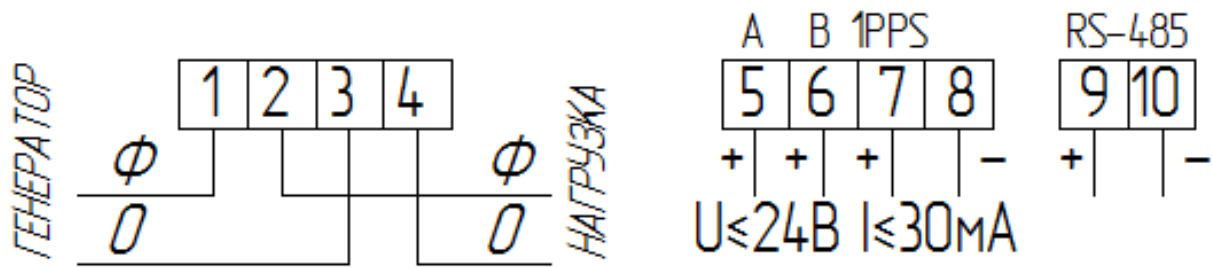 A B 1PPS RS-485
1 2 3 4 5 6 7 8 9 10
ГЕНЕРАТОР
Ф Ф + + + − + −
0 0
НАГРУЗКА
U≤24В I≤30мА